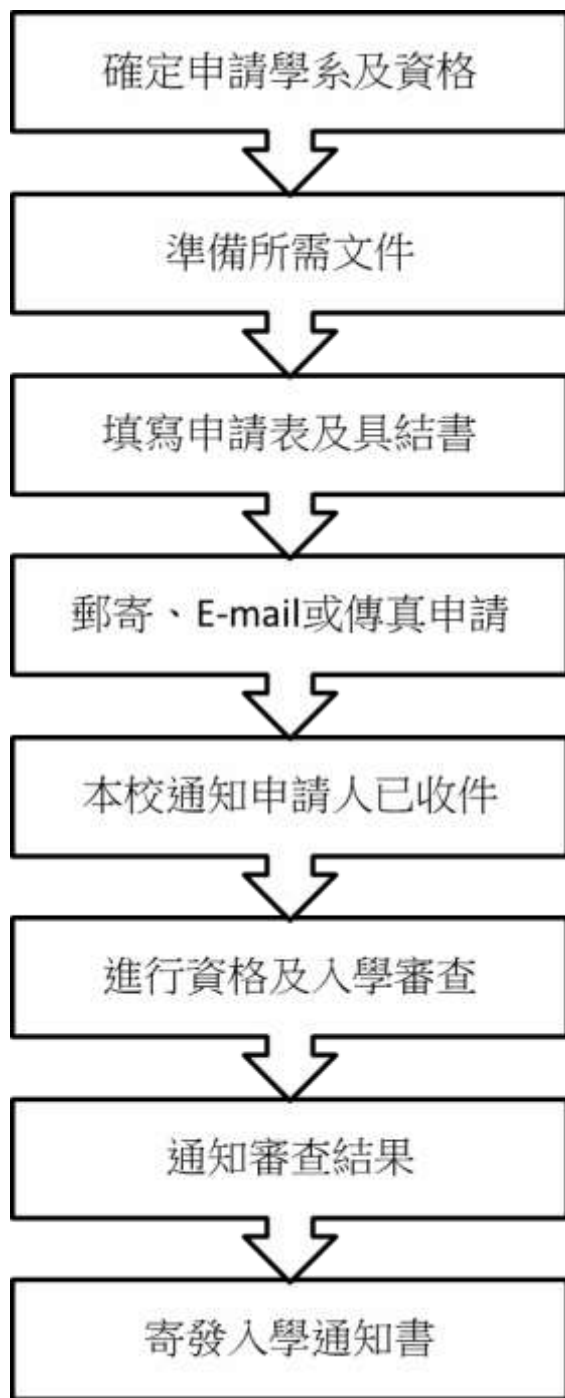 確定申請學系及資格
準備所需文件
填寫申請表及具結書
郵寄、E-mail或傳真申請
本校通知申請人已收件
進行資格及入學審查
通知審查結果
寄發入學通知書